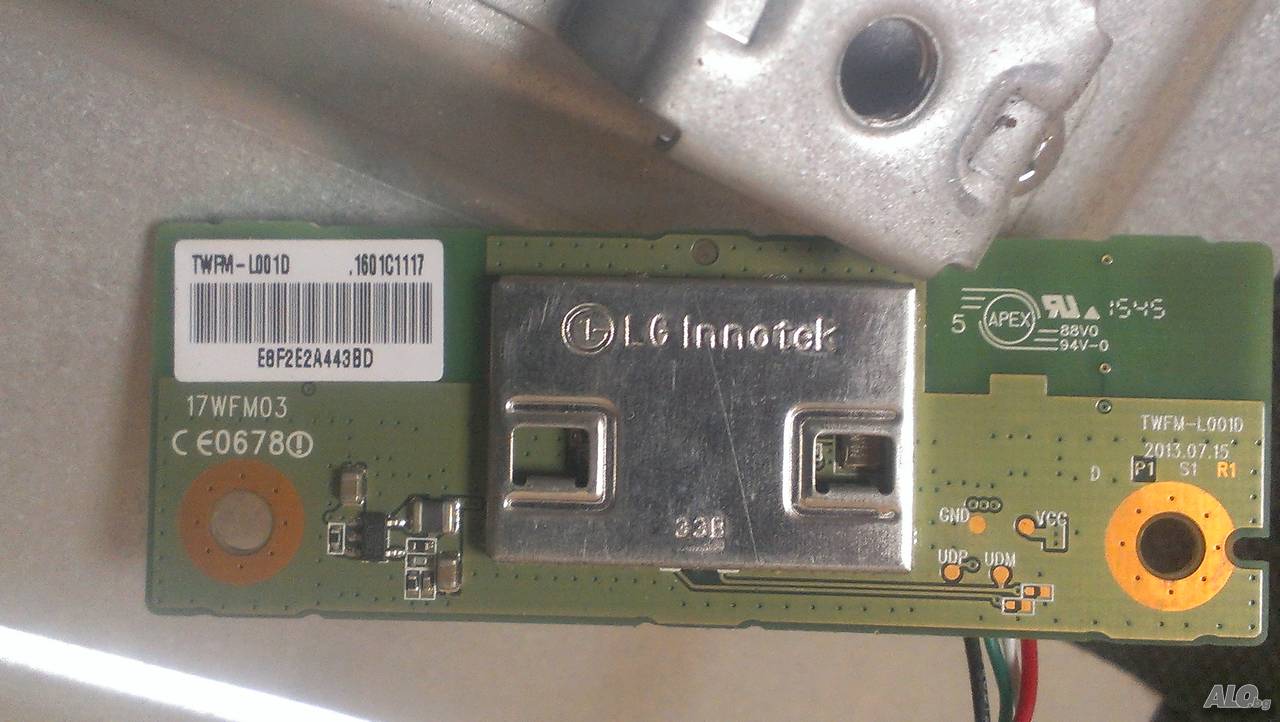 TWFM-L001D .1601C1117
E8F2E2A443BD
17WFM03
CE0678
LG Innotek
33B
5 APEX 1545
88V0
94V-0
TWFM-L001D
2013.07.15
D P1 S1 R1
GND VCC
UDP UDM
ALO.bg